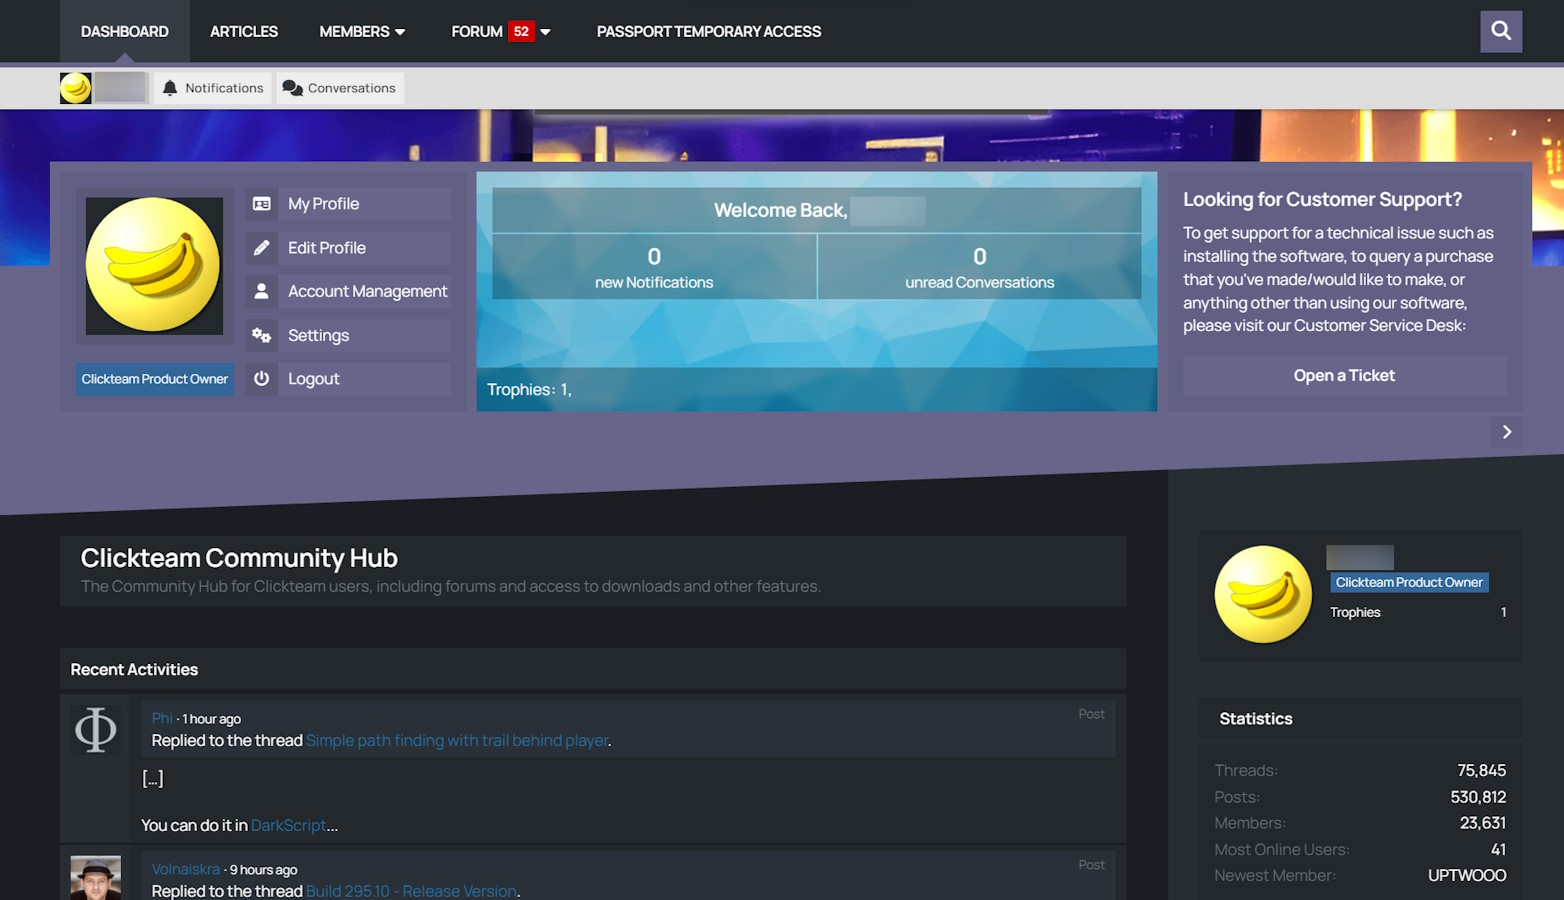 DASHBOARD ARTICLES MEMBERS FORUM 52 PASSPORT TEMPORARY ACCESS
Notifications Conversations
My Profile
Edit Profile
Account Management
Settings
Clickteam Product Owner
Logout
Welcome Back,
0
new Notifications
0
unread Conversations
Trophies: 1,
Looking for Customer Support?
To get support for a technical issue such as
installing the software, to query a purchase
that you've made/would like to make, or
anything other than using our software,
please visit our Customer Service Desk:
Open a Ticket
Clickteam Community Hub
The Community Hub for Clickteam users, including forums and access to downloads and other features.
Recent Activities
Φ
Phi · 1 hour ago
Post
Replied to the thread Simple path finding with trail behind player.
[…]
You can do it in DarkScript...
Volnaiskra · 9 hours ago
Post
Replied to the thread Build 295.10 - Release Version.
Clickteam Product Owner
Trophies 1
Statistics
Threads: 75,845
Posts: 530,812
Members: 23,631
Most Online Users: 41
Newest Member: UPTWOOO